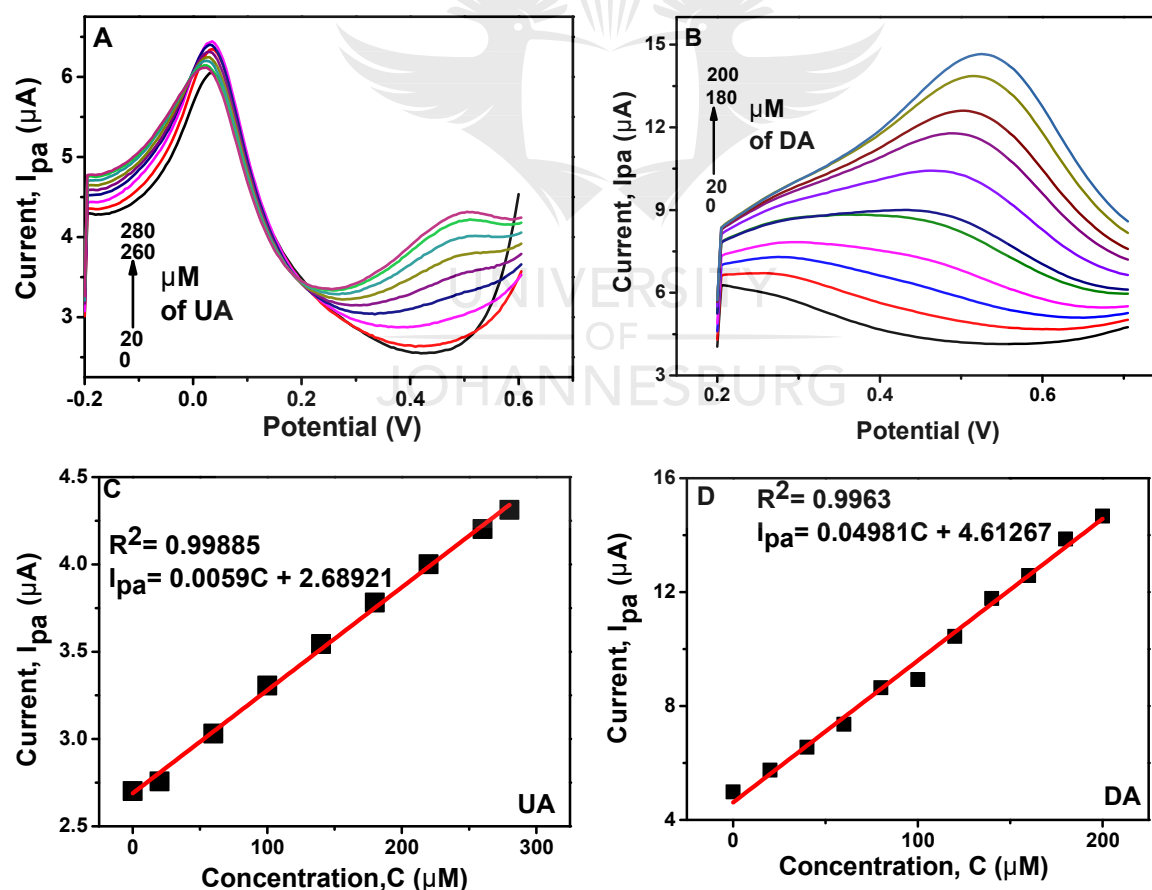 A
Current, Ipa (µA)
6
5
4
3
280
260
µM
of UA
20
0
-0.2
0.0
0.2
0.4
0.6
Potential (V)
B
Current, Ipa (µA)
15
12
9
6
3
200
180
µM
of DA
20
0
0.2
0.4
0.6
Potential (V)
UNIVERSITY
OF
JOHANNESBURG
C
Current, Ipa (µA)
4.5
4.0
3.5
3.0
2.5
R²= 0.99885
Ipa= 0.0059C + 2.68921
UA
0
100
200
300
Concentration,C (µM)
D
Current, Ipa (µA)
16
12
8
4
R²= 0.9963
Ipa= 0.04981C + 4.61267
DA
0
100
200
Concentration, C (µM)